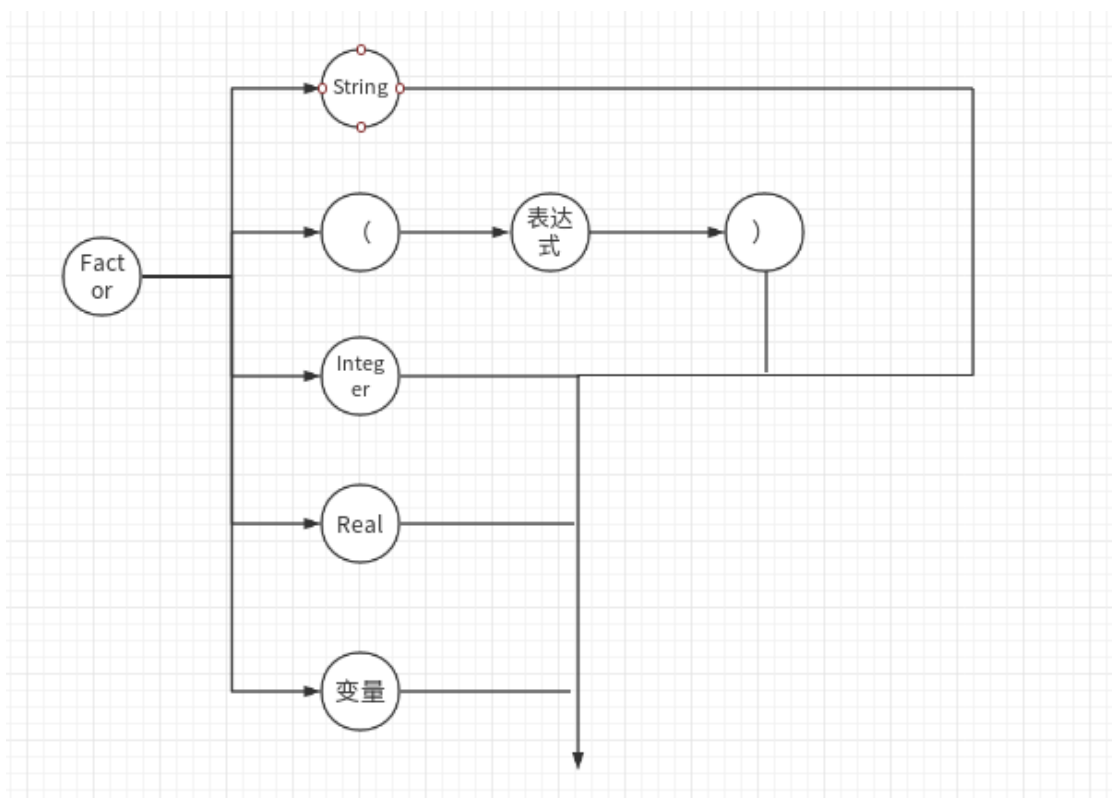 String
（
表达
式
）
Fact
or
Integ
er
Real
变量